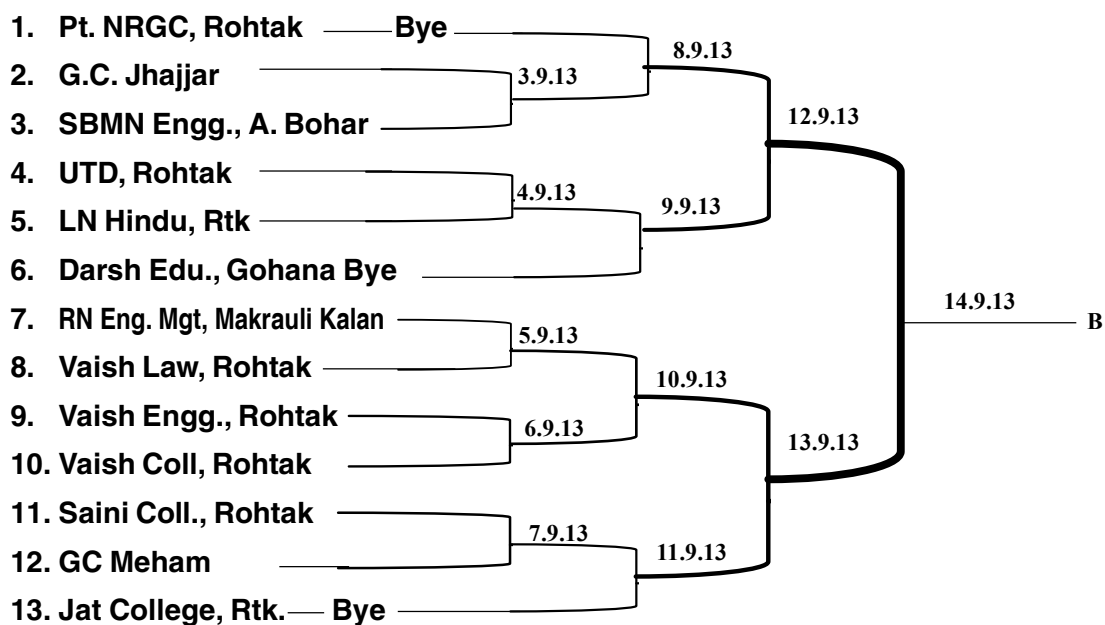 1. Pt. NRGC, Rohtak Bye
8.9.13
2. G.C. Jhajjar
3.9.13
12.9.13
3. SBMN Engg., A. Bohar
4. UTD, Rohtak
4.9.13
9.9.13
5. LN Hindu, Rtk
6. Darsh Edu., Gohana Bye
14.9.13
B
7. RN Eng. Mgt, Makrauli Kalan
5.9.13
8. Vaish Law, Rohtak
10.9.13
9. Vaish Engg., Rohtak
6.9.13
13.9.13
10. Vaish Coll, Rohtak
11. Saini Coll., Rohtak
7.9.13
11.9.13
12. GC Meham
13. Jat College, Rtk. Bye